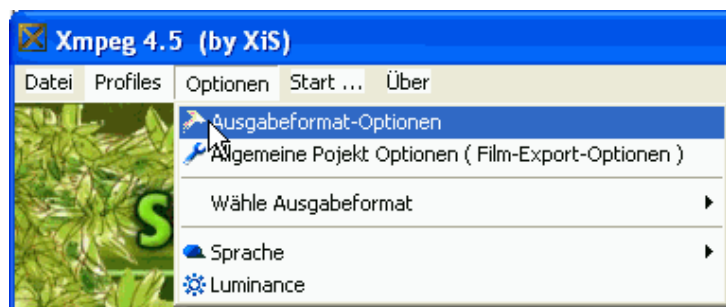 Xmpeg 4.5 (by XiS)
Datei Profiles Optionen Start ... Über
Ausgabeformat-Optionen
Allgemeine Pojekt Optionen ( Film-Export-Optionen )
Wähle Ausgabeformat
Sprache
Luminance